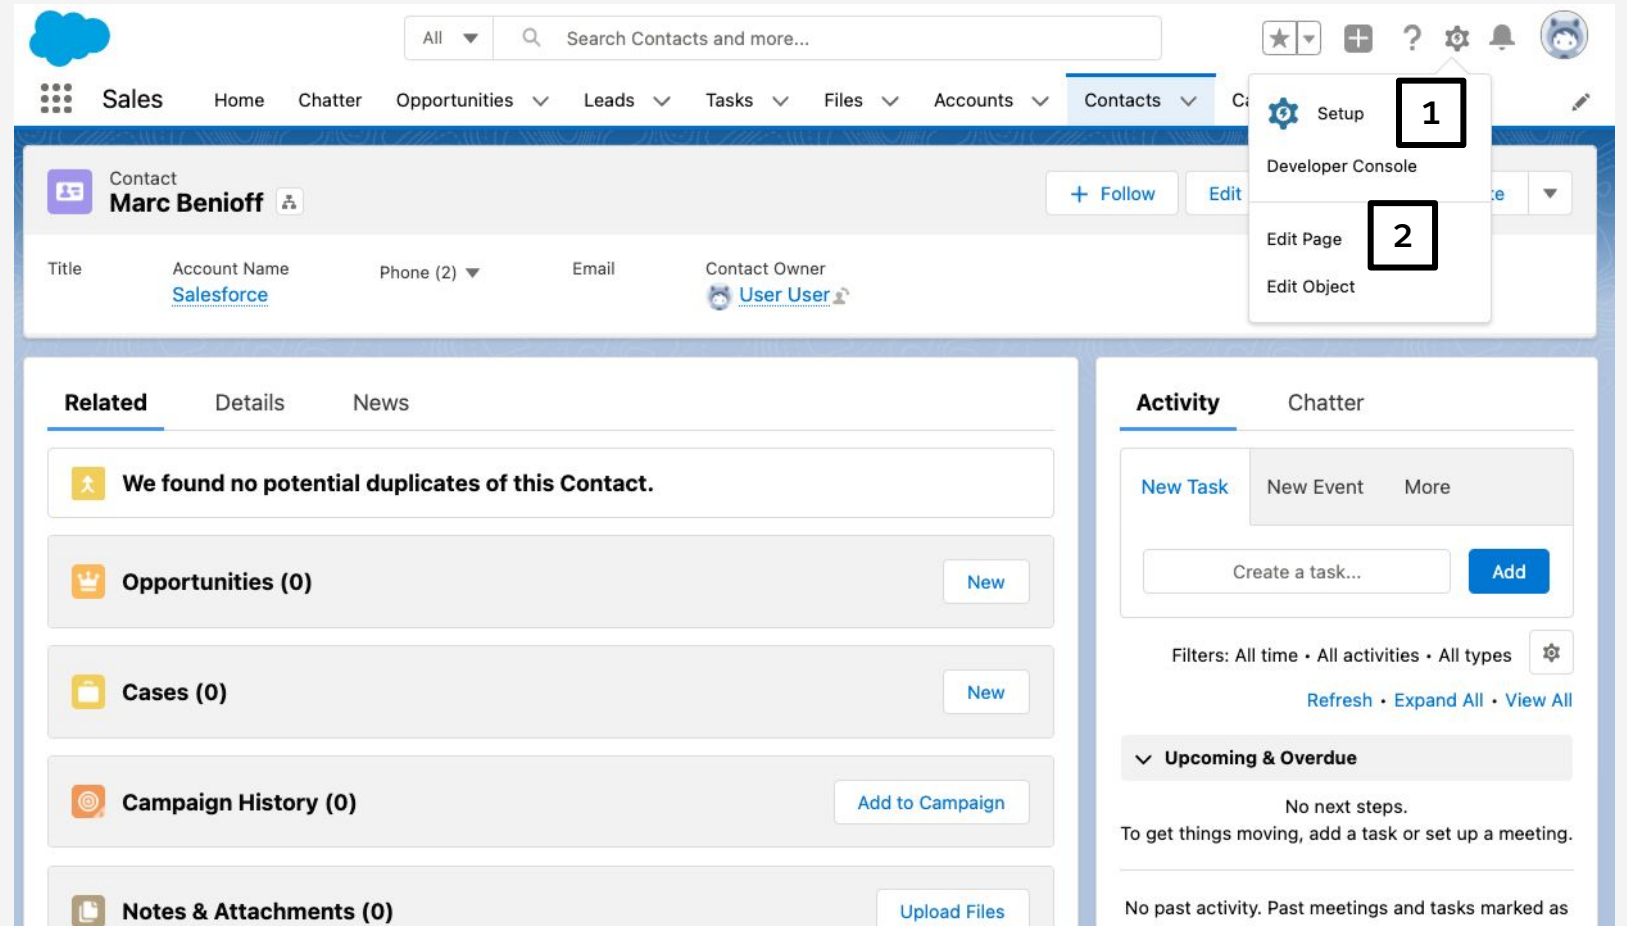 All
Search Contacts and more...
Sales
Home
Chatter
Opportunities
Leads
Tasks
Files
Accounts
Contacts
Setup
1
Developer Console
Edit Page
2
Edit Object
Contact
Marc Benioff
+ Follow
Edit
Title
Account Name
Salesforce
Phone (2)
Email
Contact Owner
User User
Related
Details
News
We found no potential duplicates of this Contact.
Opportunities (0)
New
Cases (0)
New
Campaign History (0)
Add to Campaign
Notes & Attachments (0)
Upload Files
Activity
Chatter
New Task
New Event
More
Create a task...
Add
Filters: All time • All activities • All types
Refresh • Expand All • View All
Upcoming & Overdue
No next steps.
To get things moving, add a task or set up a meeting.
No past activity. Past meetings and tasks marked as